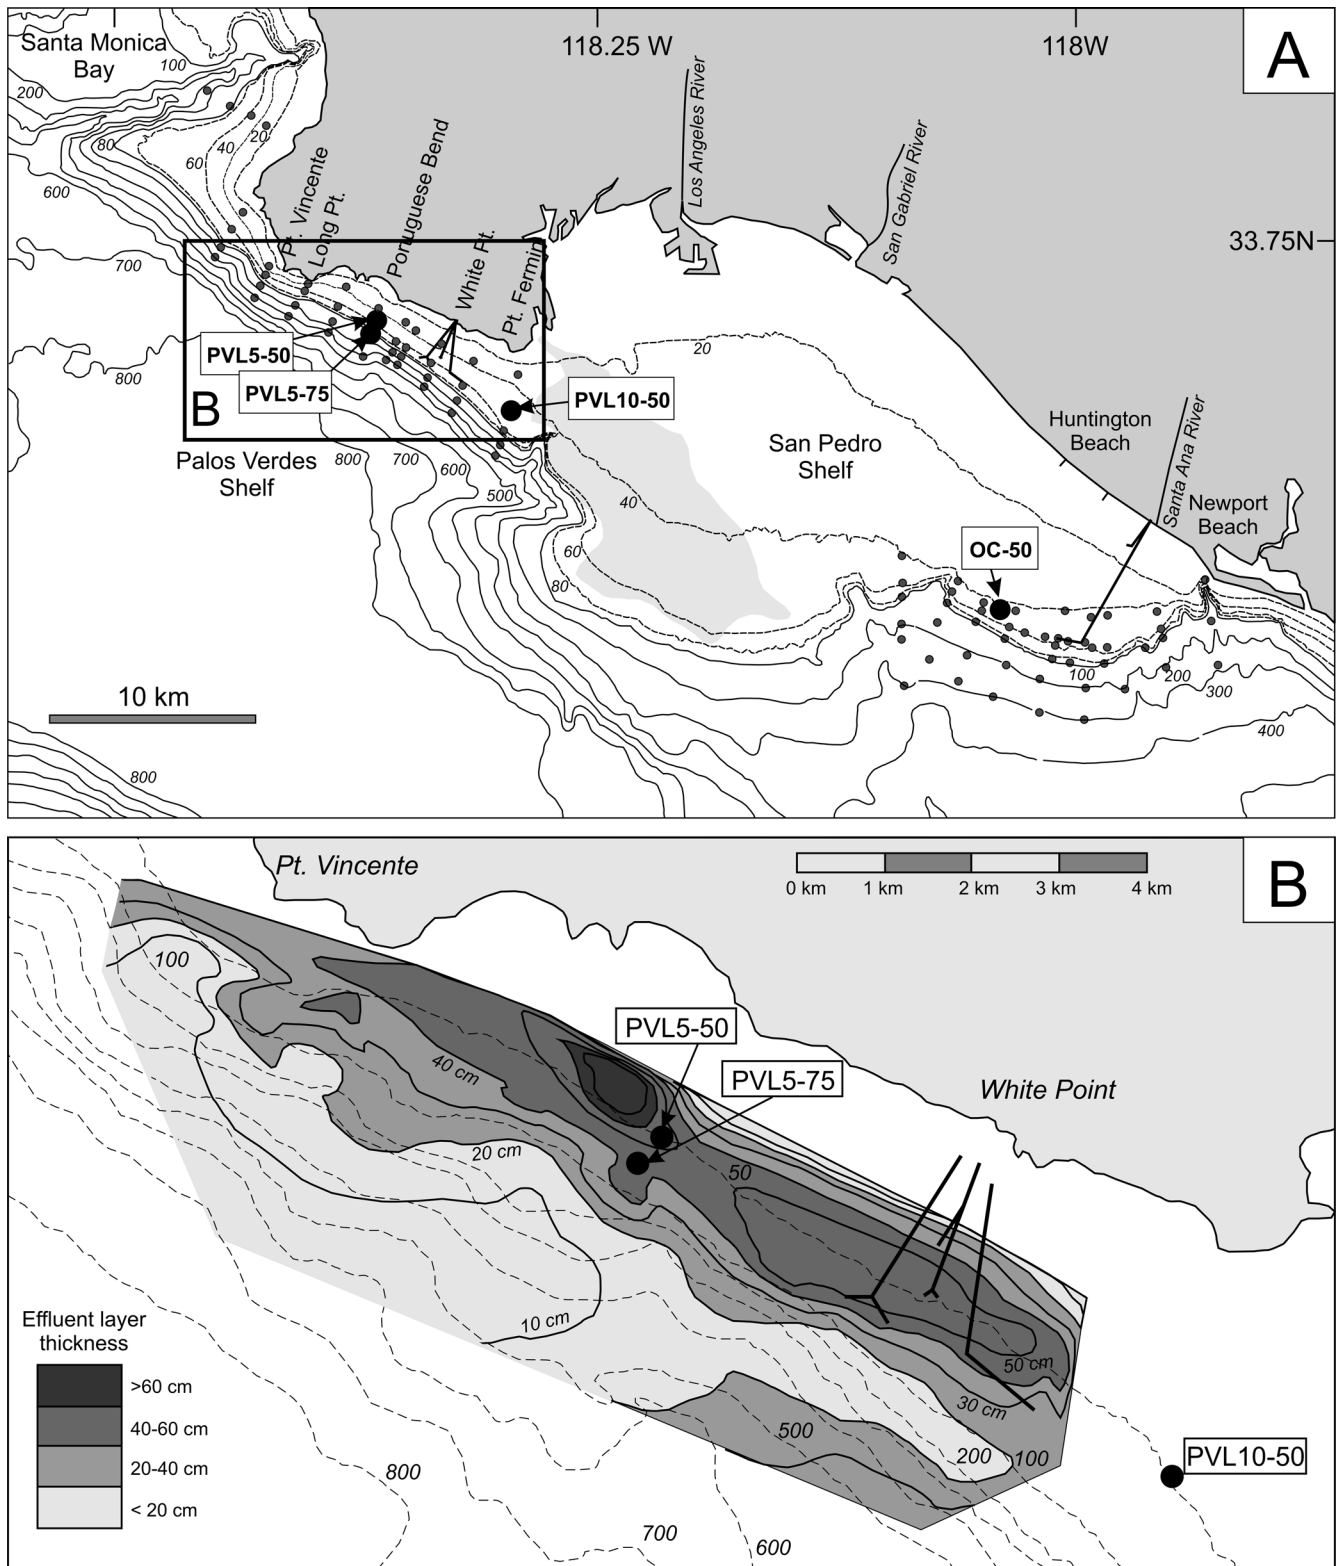 Santa Monica
Bay
118.25 W
118W
A
100
200
20
40
80
60
600
Los Angeles River
San Gabriel River
Pt. Vincente
Long Pt.
Portuguese Bend
White Pt.
Pt. Fermin
33.75N
700
800
PVL5-50
PVL5-75
B
PVL10-50
20
Palos Verdes
Shelf
800
700
600
500
40
60
80
San Pedro
Shelf
Huntington
Beach
Santa Ana River
Newport
Beach
OC-50
100
200
300
400
10 km
800
Pt. Vincente
0 km
1 km
2 km
3 km
4 km
B
100
PVL5-50
PVL5-75
40 cm
White Point
20 cm
50
10 cm
50 cm
30 cm
500
200
100
PVL10-50
800
700
600
Effluent layer
thickness
>60 cm
40-60 cm
20-40 cm
< 20 cm